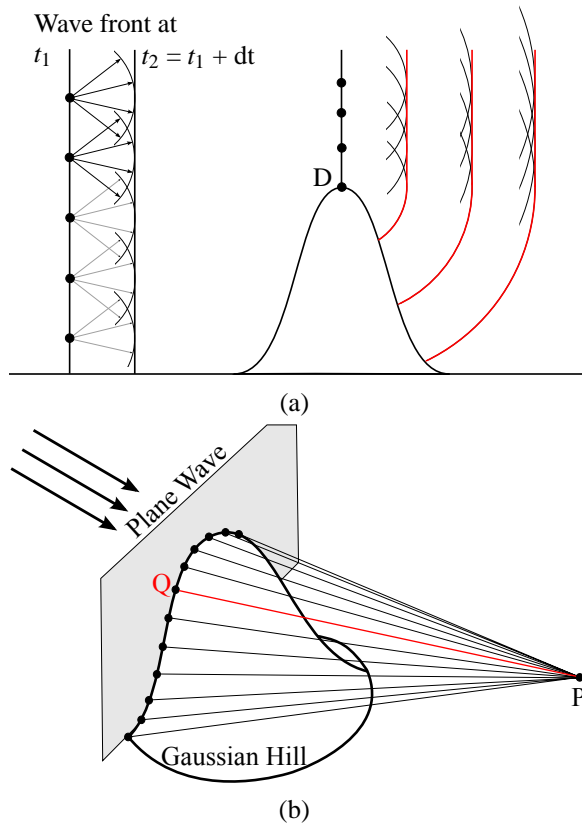 Wave front at
t₁ t₂ = t₁ + dt
D
(a)
Plane Wave
Q
P
Gaussian Hill
(b)